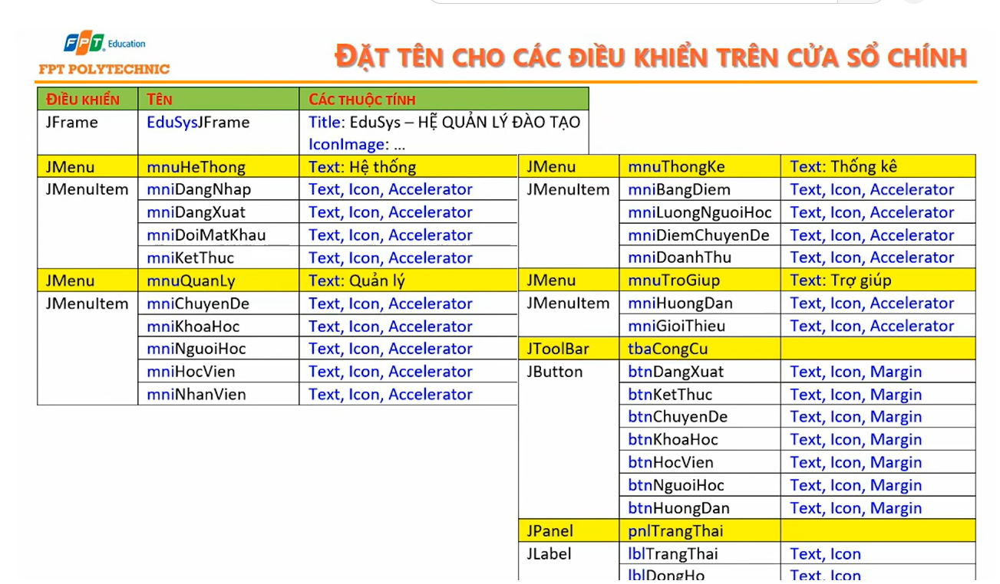 FPT Education
FPT POLYTECHNIC
ĐẶT TÊN CHO CÁC ĐIỀU KHIỂN TRÊN CỬA SỔ CHÍNH
ĐIỀU KHIỂN TÊN CÁC THUỘC TÍNH
JFrame EduSysJFrame Title: EduSys – HỆ QUẢN LÝ ĐÀO TẠO
IconImage: ...
JMenu mnuHeThong Text: Hệ thống
JMenuItem mniDangNhap Text, Icon, Accelerator
mniDangXuat Text, Icon, Accelerator
mniDoiMatKhau Text, Icon, Accelerator
mniKetThuc Text, Icon, Accelerator
JMenu mnuQuanLy Text: Quản lý
JMenuItem mniChuyenDe Text, Icon, Accelerator
mniKhoaHoc Text, Icon, Accelerator
mniNguoiHoc Text, Icon, Accelerator
mniHocVien Text, Icon, Accelerator
mniNhanVien Text, Icon, Accelerator
JMenu mnuThongKe Text: Thống kê
JMenuItem mniBangDiem Text, Icon, Accelerator
mniLuongNguoiHoc Text, Icon, Accelerator
mniDiemChuyenDe Text, Icon, Accelerator
mniDoanhThu Text, Icon, Accelerator
JMenu mnuTroGiup Text: Trợ giúp
JMenuItem mniHuongDan Text, Icon, Accelerator
mniGioiThieu Text, Icon, Accelerator
JToolBar tbaCongCu
JButton btnDangXuat Text, Icon, Margin
btnKetThuc Text, Icon, Margin
btnChuyenDe Text, Icon, Margin
btnKhoaHoc Text, Icon, Margin
btnHocVien Text, Icon, Margin
btnNguoiHoc Text, Icon, Margin
btnHuongDan Text, Icon, Margin
JPanel pnlTrangThai
JLabel lblTrangThai Text, Icon
lblDongHo Text, Icon